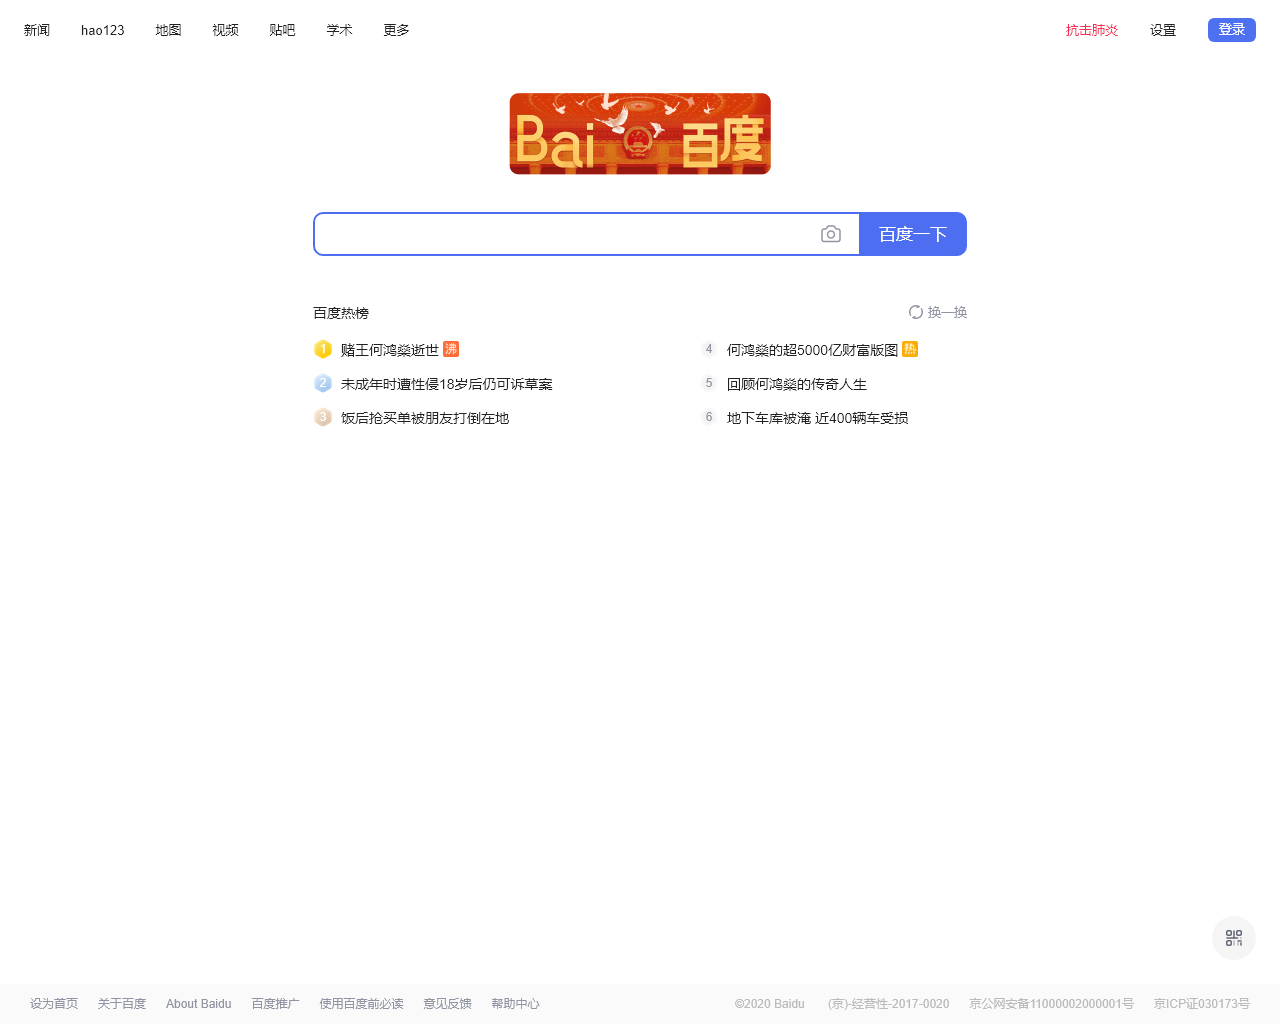 新闻 hao123 地图 视频 贴吧 学术 更多 抗击肺炎 设置 登录
Bai 百度
百度一下
百度热榜 换一换
1 赌王何鸿燊逝世 沸
2 未成年时遭性侵18岁后仍可诉草案
3 饭后抢买单被朋友打倒在地
4 何鸿燊的超5000亿财富版图 热
5 回顾何鸿燊的传奇人生
6 地下车库被淹 近400辆车受损
设为首页 关于百度 About Baidu 百度推广 使用百度前必读 意见反馈 帮助中心 ©2020 Baidu (京)-经营性-2017-0020 京公网安备11000002000001号 京ICP证030173号